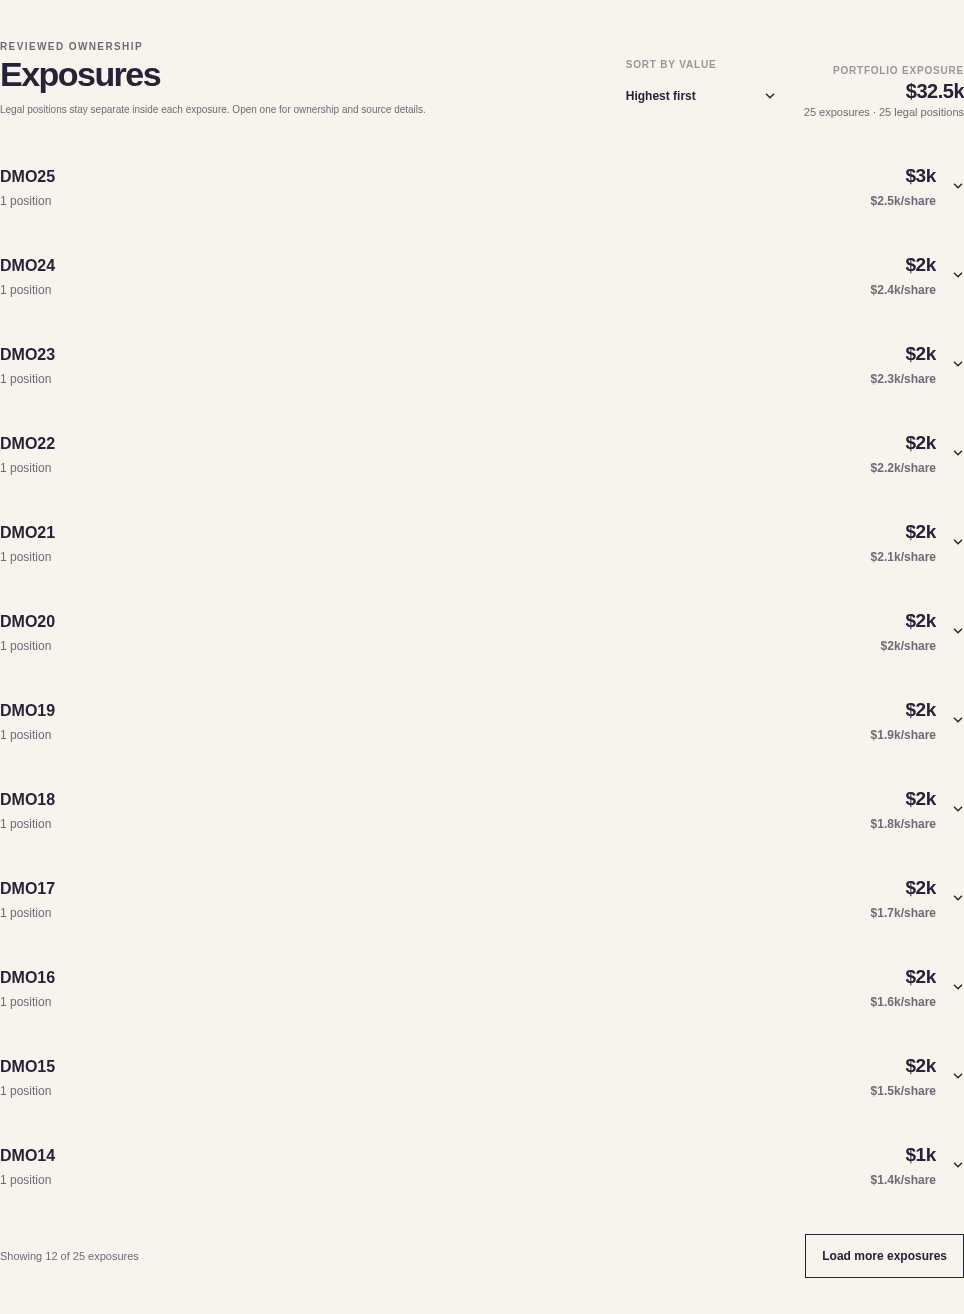 REVIEWED OWNERSHIP
Exposures
Legal positions stay separate inside each exposure. Open one for ownership and source details.
SORT BY VALUE
Highest first
PORTFOLIO EXPOSURE
$32.5k
25 exposures · 25 legal positions
DMO25
1 position
$3k
$2.5k/share
DMO24
1 position
$2k
$2.4k/share
DMO23
1 position
$2k
$2.3k/share
DMO22
1 position
$2k
$2.2k/share
DMO21
1 position
$2k
$2.1k/share
DMO20
1 position
$2k
$2k/share
DMO19
1 position
$2k
$1.9k/share
DMO18
1 position
$2k
$1.8k/share
DMO17
1 position
$2k
$1.7k/share
DMO16
1 position
$2k
$1.6k/share
DMO15
1 position
$2k
$1.5k/share
DMO14
1 position
$1k
$1.4k/share
Showing 12 of 25 exposures
Load more exposures